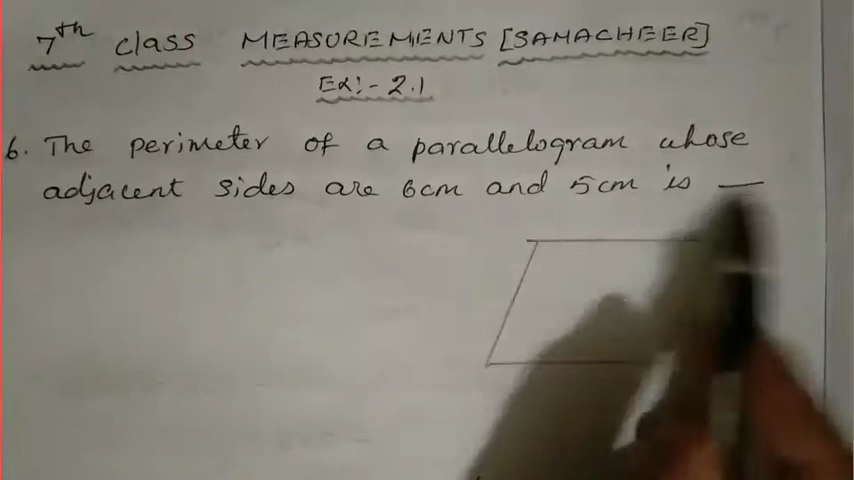 7th class MEASUREMENTS [SAMACHEER]
Ex:- 2.1
6. The perimeter of a parallelogram whose
adjacent sides are 6cm and 5cm is —